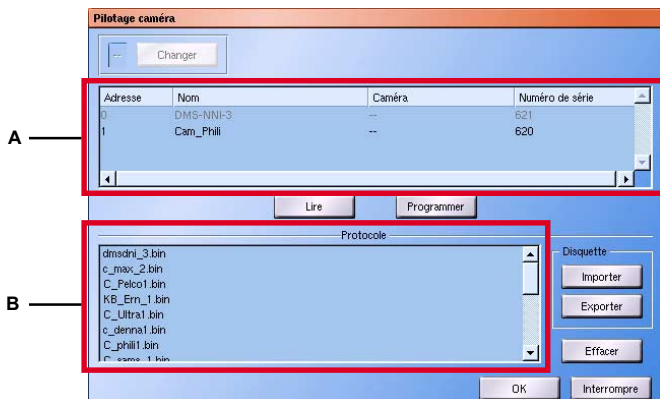 Pilotage caméra
--
Changer
A
Adresse Nom Caméra Numéro de série
0 DMS-NNI-3 -- 621
1 Cam_Phili -- 620
Lire Programmer
Protocole
B
dmsdni_3.bin
c_max_2.bin
C_Pelco1.bin
KB_Ern_1.bin
C_Ultra1.bin
c_denna1.bin
C_phili1.bin
C_sams_1.bin
Disquette
Importer
Exporter
Effacer
OK Interrompre